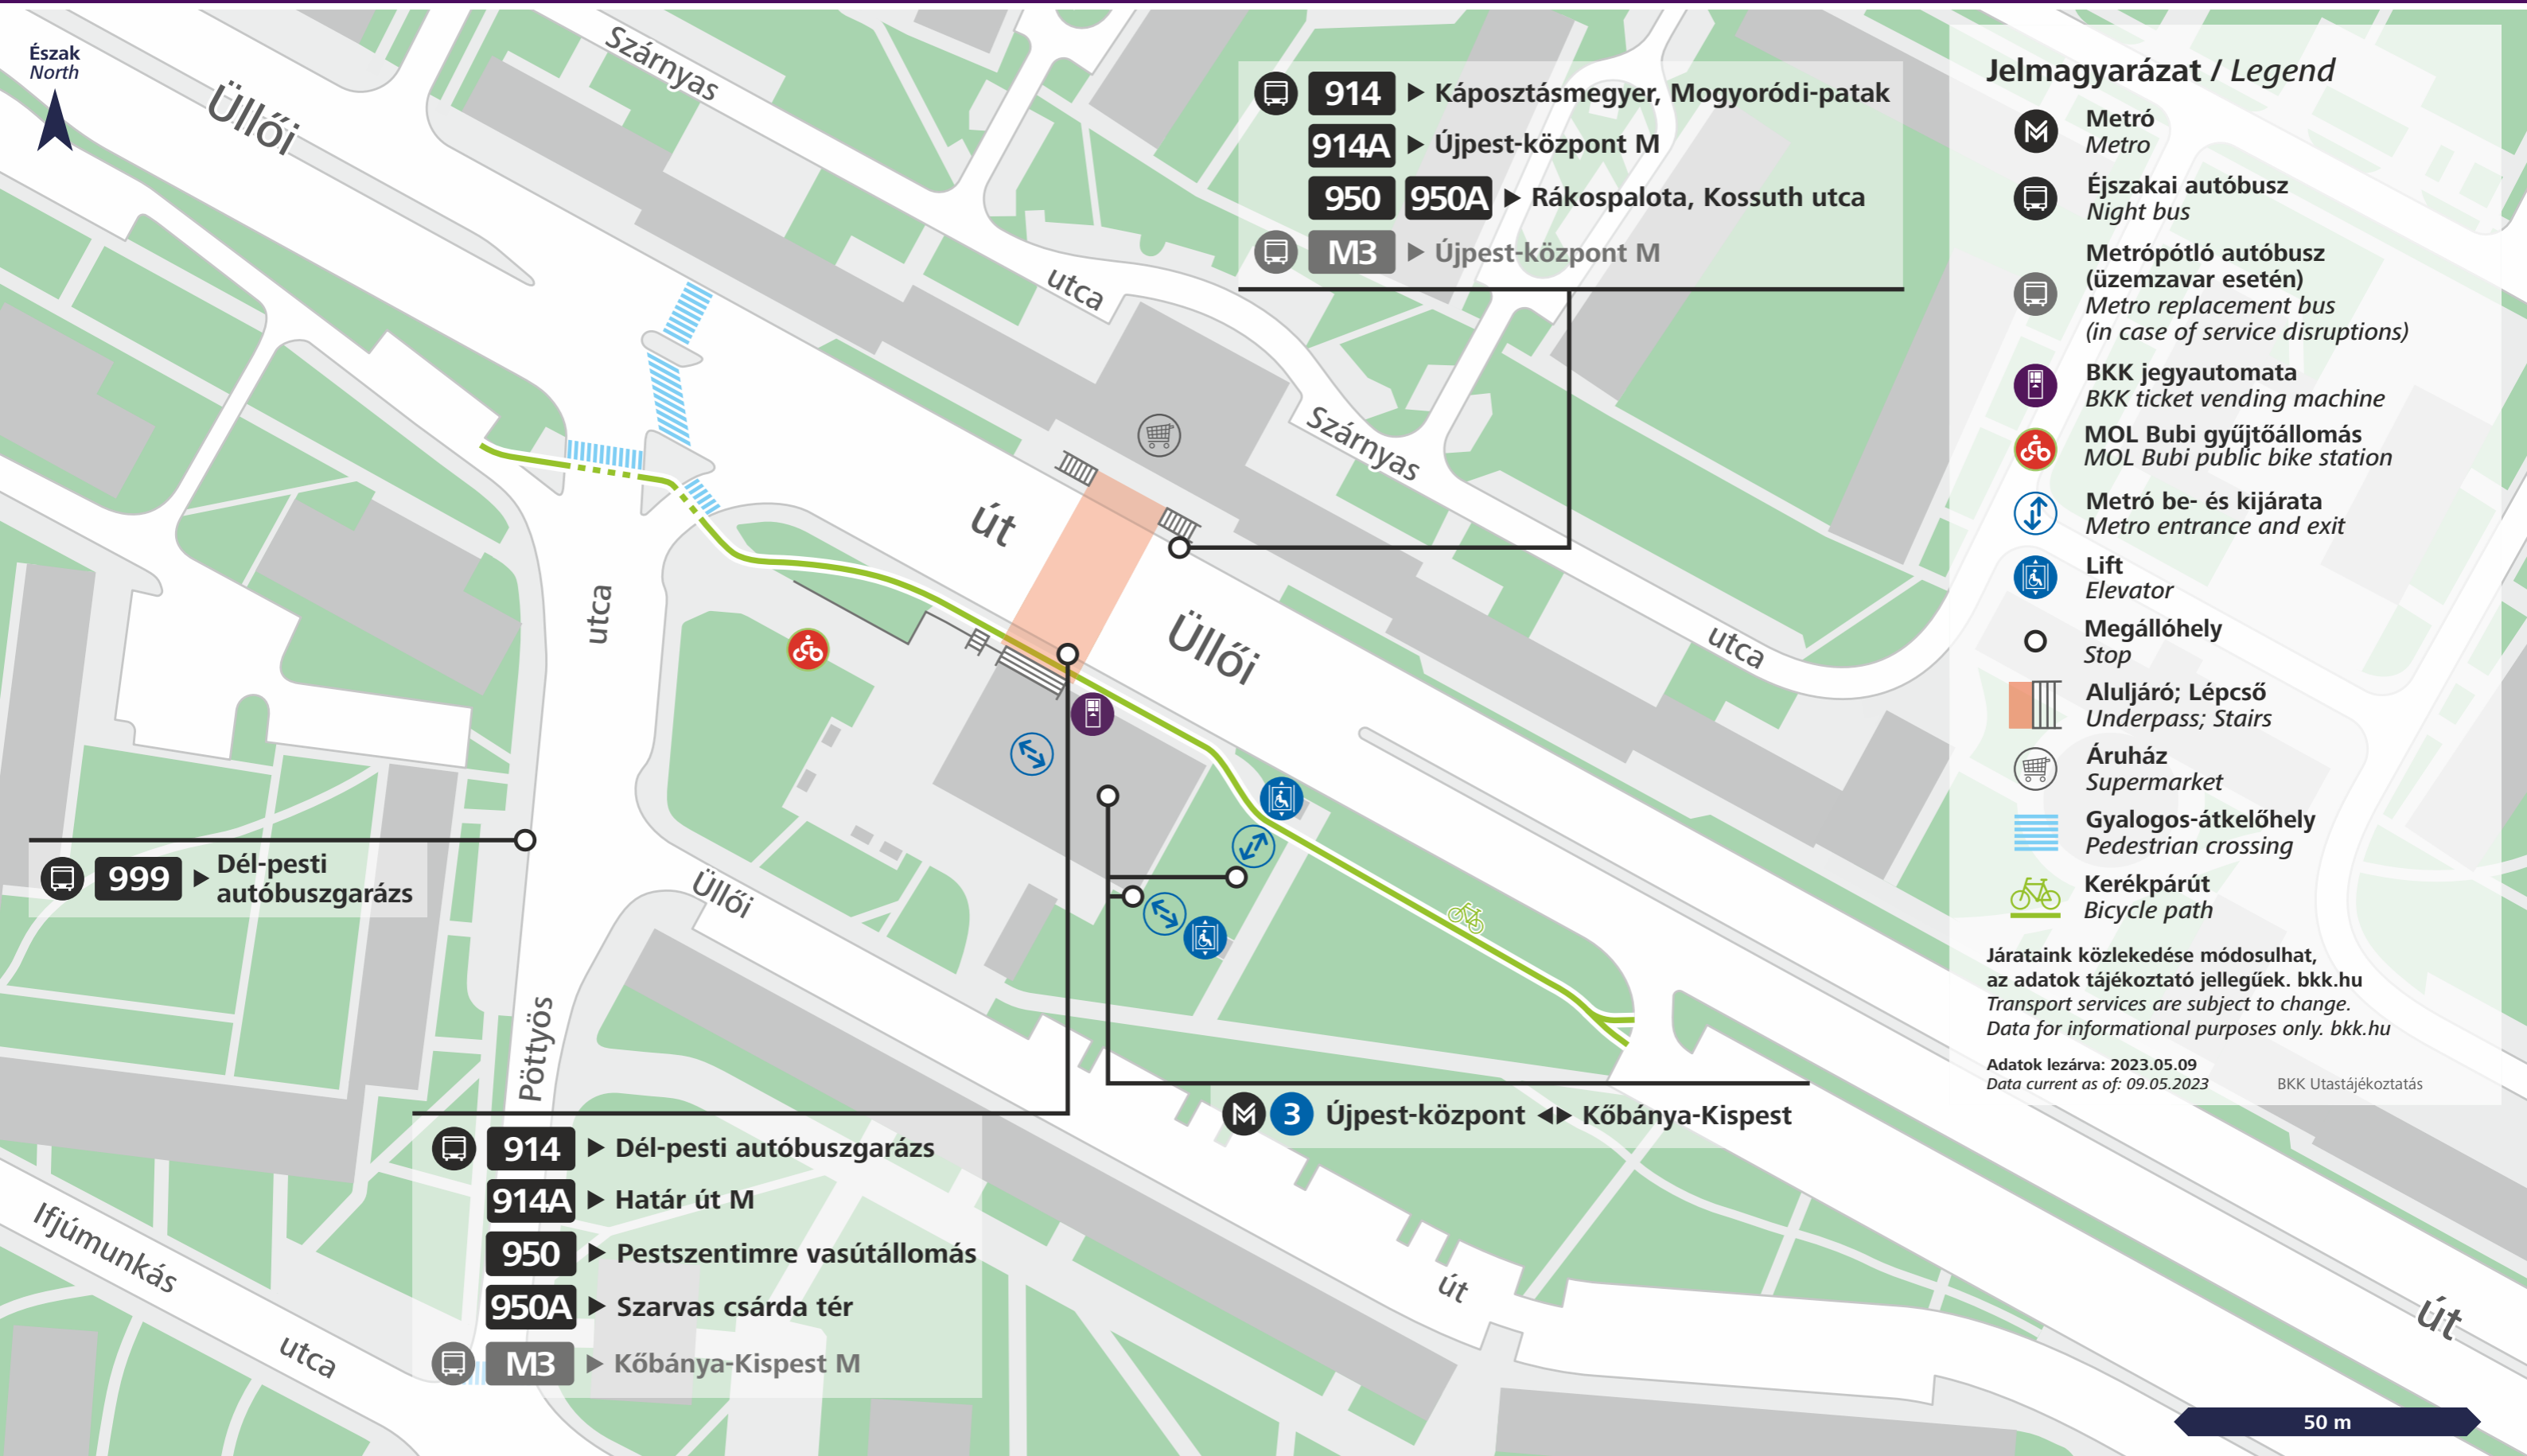 Észak
North
Üllői
Szárnyas
utca
914 Káposztásmegyer, Mogyoródi-patak
914A Újpest-központ M
950 950A Rákospalota, Kossuth utca
M3 Újpest-központ M
Szárnyas
utca
út
Üllői
utca
Pöttyös
999 Dél-pesti
autóbuszgarázs
Üllői
út
út
Ifjúmunkás
utca
914 Dél-pesti autóbuszgarázs
914A Határ út M
950 Pestszentimre vasútállomás
950A Szarvas csárda tér
M3 Kőbánya-Kispest M
M 3 Újpest-központ Kőbánya-Kispest
Jelmagyarázat / Legend
Metró
Metro
Éjszakai autóbusz
Night bus
Metrópótló autóbusz
(üzemzavar esetén)
Metro replacement bus
(in case of service disruptions)
BKK jegyautomata
BKK ticket vending machine
MOL Bubi gyűjtőállomás
MOL Bubi public bike station
Metró be- és kijárata
Metro entrance and exit
Lift
Elevator
Megállóhely
Stop
Aluljáró; Lépcső
Underpass; Stairs
Áruház
Supermarket
Gyalogos-átkelőhely
Pedestrian crossing
Kerékpárút
Bicycle path
Járataink közlekedése módosulhat,
az adatok tájékoztató jellegűek. bkk.hu
Transport services are subject to change.
Data for informational purposes only. bkk.hu
Adatok lezárva: 2023.05.09
Data current as of: 09.05.2023
BKK Utastájékoztatás
50 m